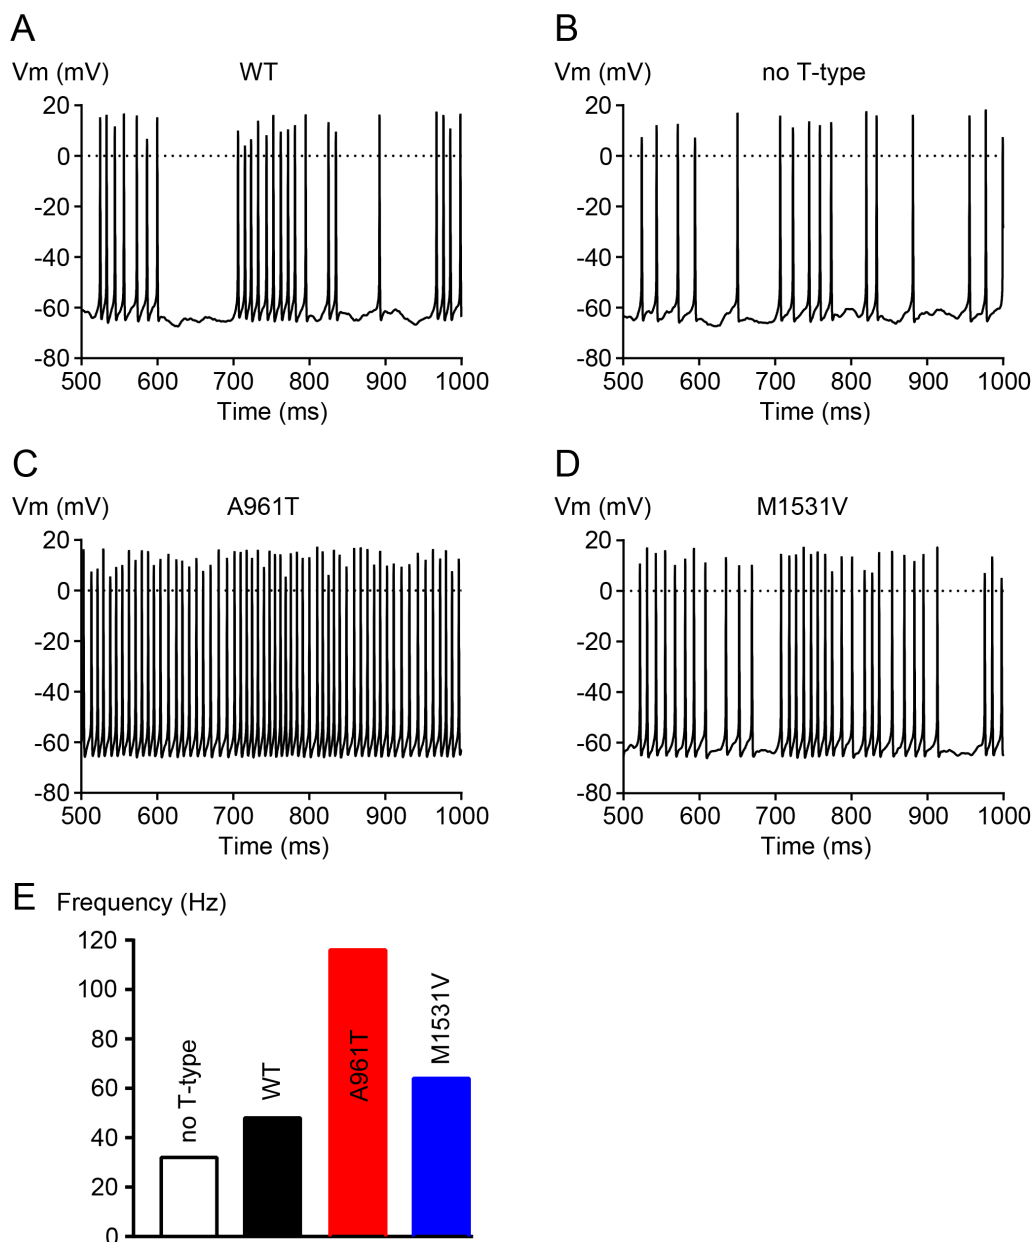 A
B
Vm (mV) WT
Vm (mV) no T-type
20
0
-20
-40
-60
-80
500 600 700 800 900 1000
Time (ms)
20
0
-20
-40
-60
-80
500 600 700 800 900 1000
Time (ms)
C
D
Vm (mV) A961T
Vm (mV) M1531V
20
0
-20
-40
-60
-80
500 600 700 800 900 1000
Time (ms)
20
0
-20
-40
-60
-80
500 600 700 800 900 1000
Time (ms)
E Frequency (Hz)
120
100
80
60
40
20
0
no T-type
WT
A961T
M1531V